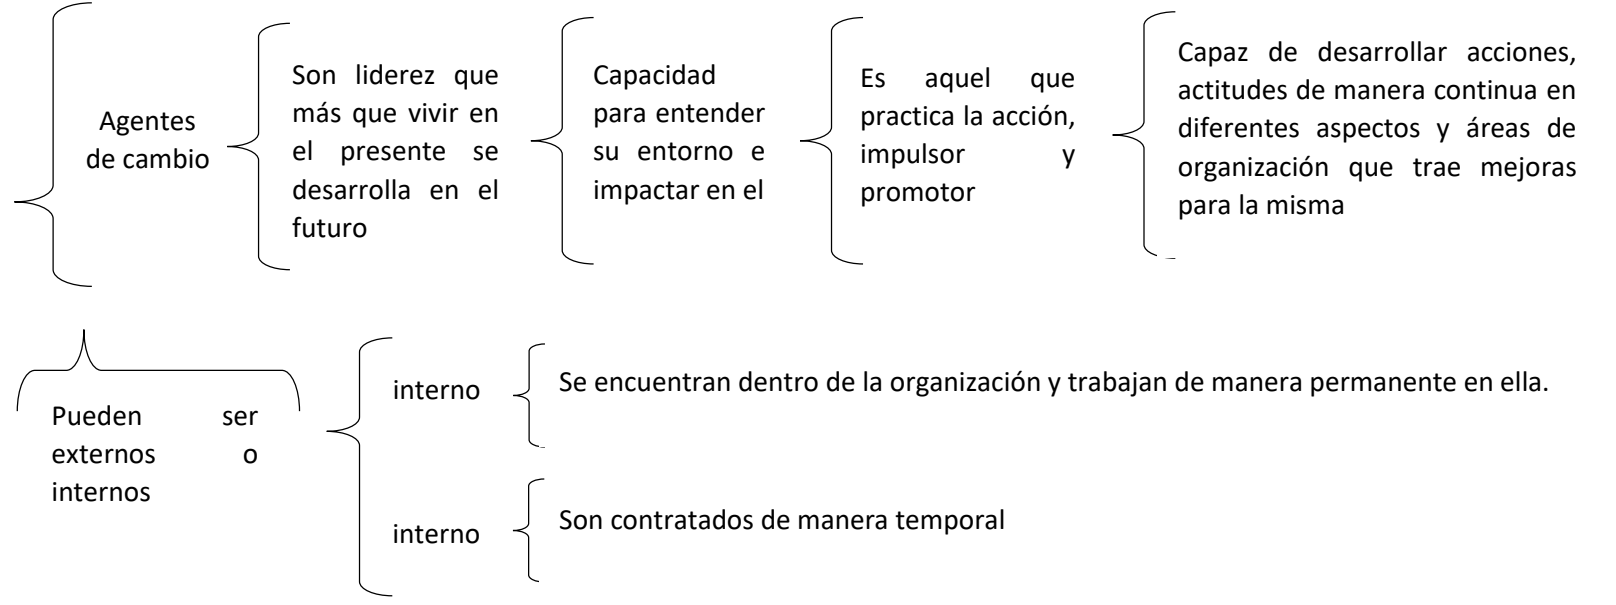 Agentes
de cambio
Son liderez que
más que vivir en
el presente se
desarrolla en el
futuro
Capacidad
para entender
su entorno e
impactar en el
Es aquel que
practica la acción,
impulsor y
promotor
Capaz de desarrollar acciones,
actitudes de manera continua en
diferentes aspectos y áreas de
organización que trae mejoras
para la misma
Pueden ser
externos o
internos
interno
Se encuentran dentro de la organización y trabajan de manera permanente en ella.
interno
Son contratados de manera temporal